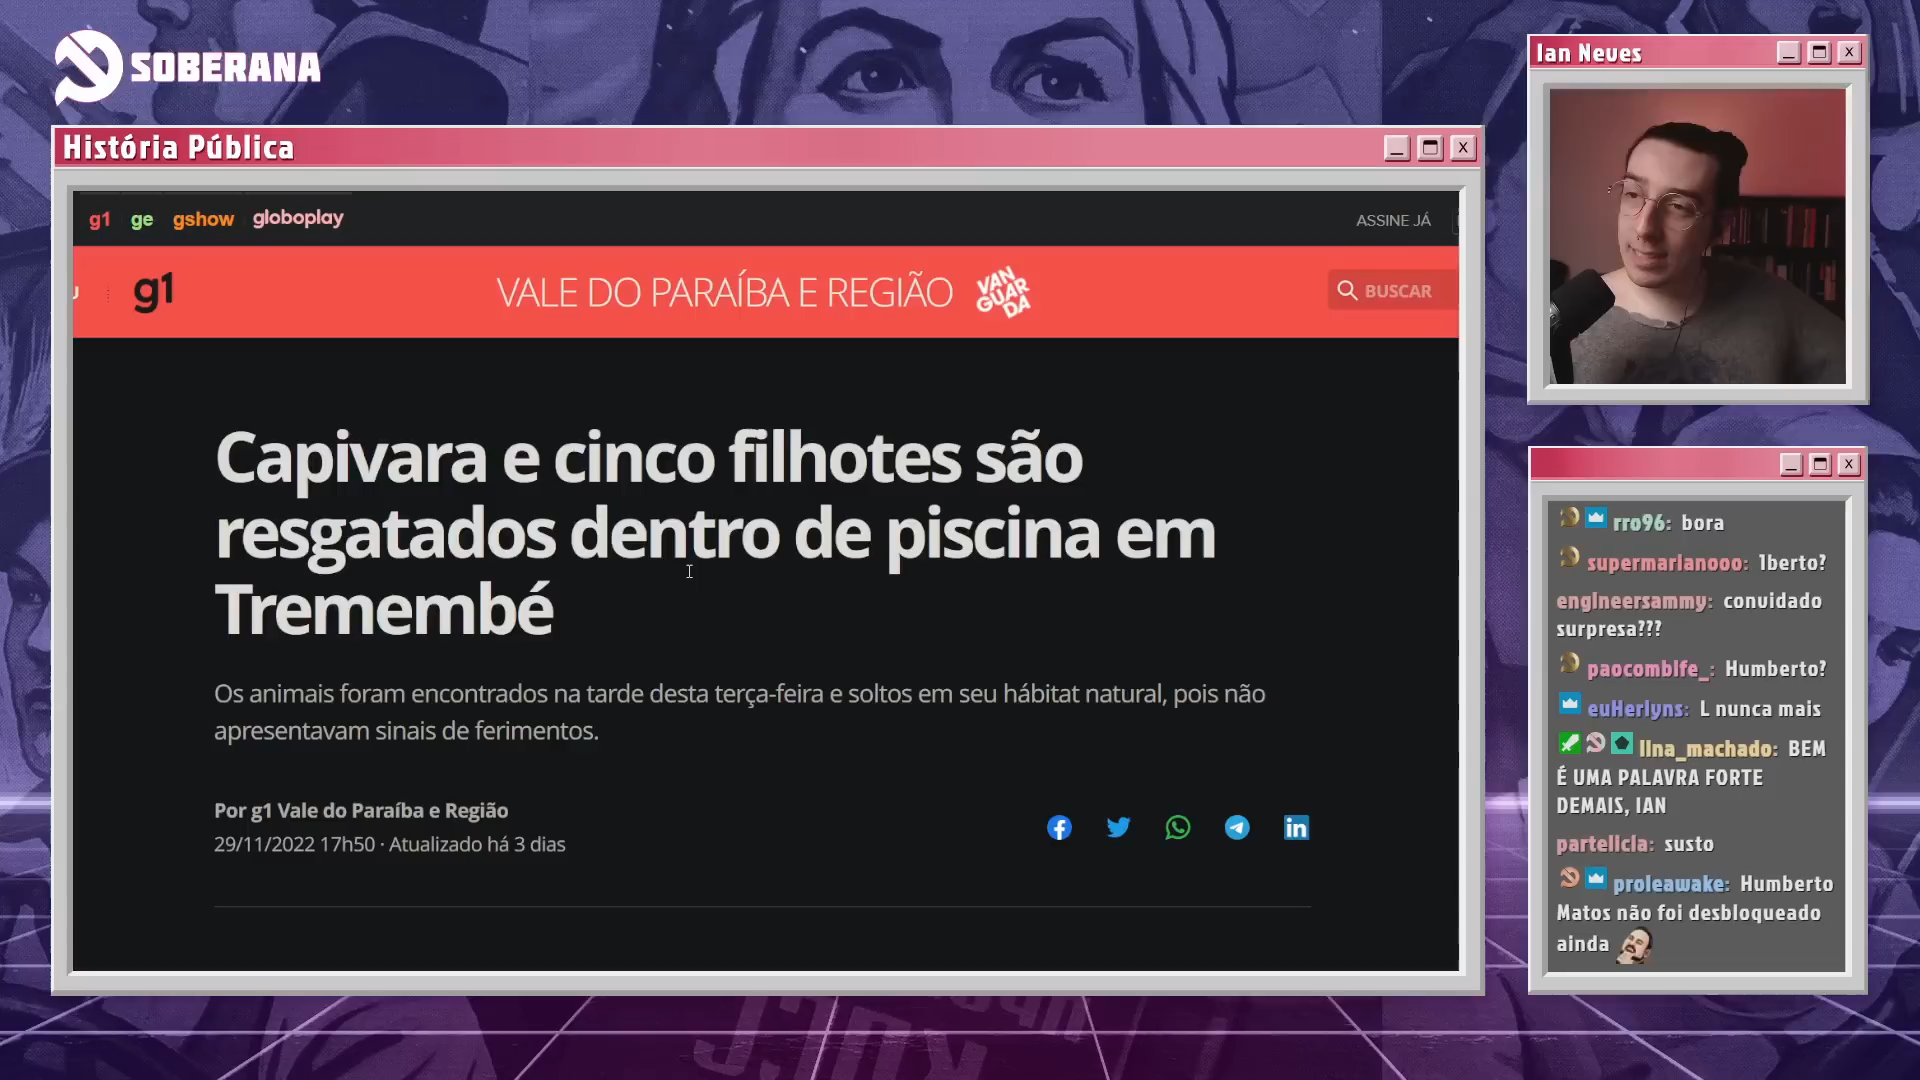 SOBERANA
História Pública
g1 ge gshow globoplay
ASSINE JÁ
g1
VALE DO PARAÍBA E REGIÃO
VAN
GUAR
DA
BUSCAR
Capivara e cinco filhotes são
resgatados dentro de piscina em
Tremembé
Os animais foram encontrados na tarde desta terça-feira e soltos em seu hábitat natural, pois não
apresentavam sinais de ferimentos.
Por g1 Vale do Paraíba e Região
29/11/2022 17h50 · Atualizado há 3 dias
Ian Neves
rro96: bora
supermarianooo: 1berto?
engineersammy: convidado
surpresa???
paocombife_: Humberto?
euHerlyns: L nunca mais
lina_machado: BEM
É UMA PALAVRA FORTE
DEMAIS, IAN
partelicia: susto
proleawake: Humberto
Matos não foi desbloqueado
ainda